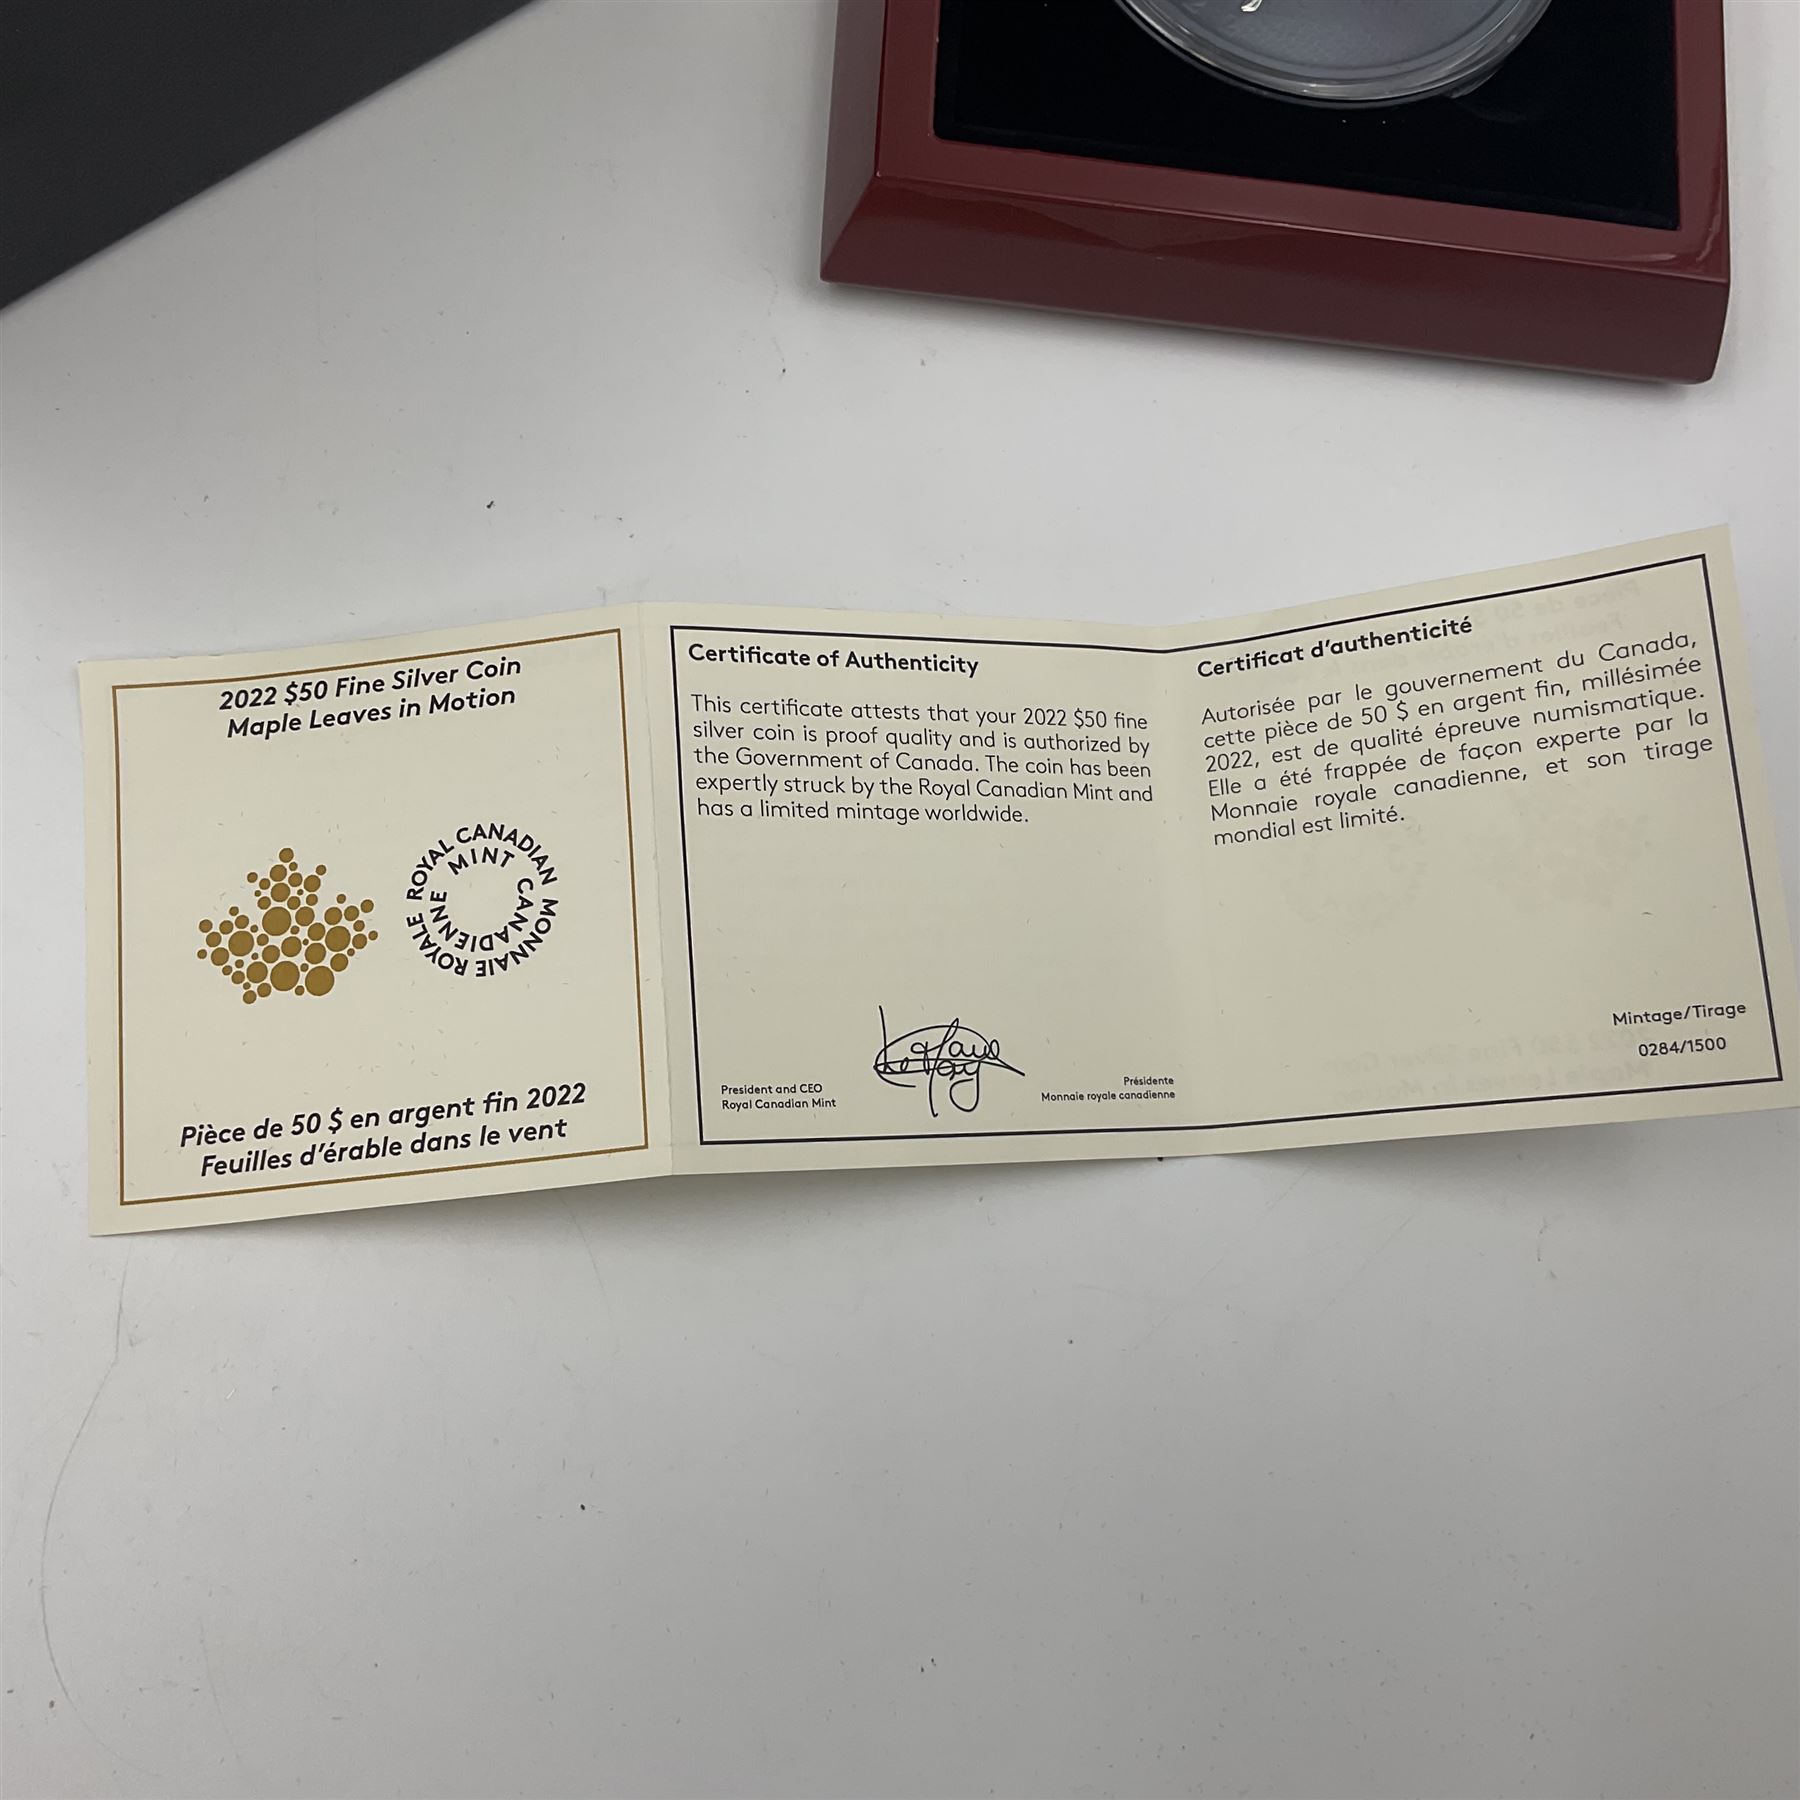 2022 $50 Fine Silver Coin
Maple Leaves in Motion
ROYAL CANADIAN MINT
MONNAIE ROYALE CANADIENNE
Pièce de 50 $ en argent fin 2022
Feuilles d'érable dans le vent
Certificate of Authenticity
This certificate attests that your 2022 $50 fine
silver coin is proof quality and is authorized by
the Government of Canada. The coin has been
expertly struck by the Royal Canadian Mint and
has a limited mintage worldwide.
President and CEO
Royal Canadian Mint
Présidente
Monnaie royale canadienne
Certificat d'authenticité
Autorisée par le gouvernement du Canada,
cette pièce de 50 $ en argent fin, millésimée
2022, est de qualité épreuve numismatique.
Elle a été frappée de façon experte par la
Monnaie royale canadienne, et son tirage
mondial est limité.
Mintage/Tirage
0284/1500